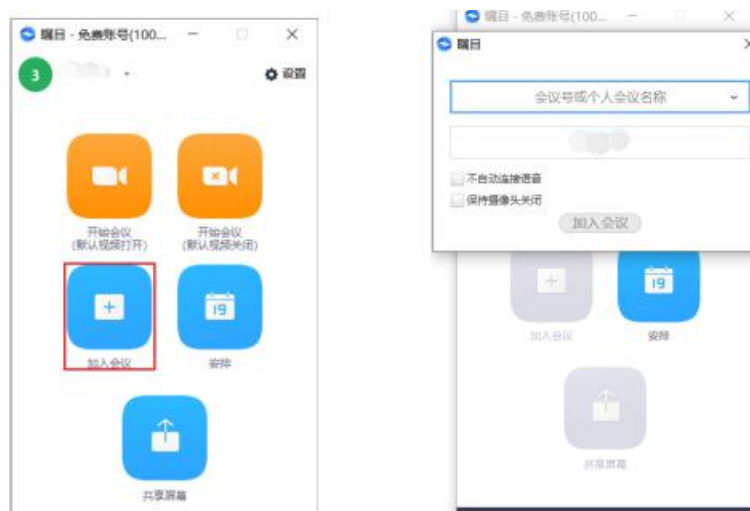 瞩目 - 免费账号(100...
3
设置
开始会议
(默认视频打开)
开始会议
(默认视频关闭)
19
加入会议
安排
共享屏幕
瞩目 - 免费账号(100...
瞩目
会议号或个人会议名称
不自动连接语音
保持摄像头关闭
加入会议
19
加入会议
安排
共享屏幕